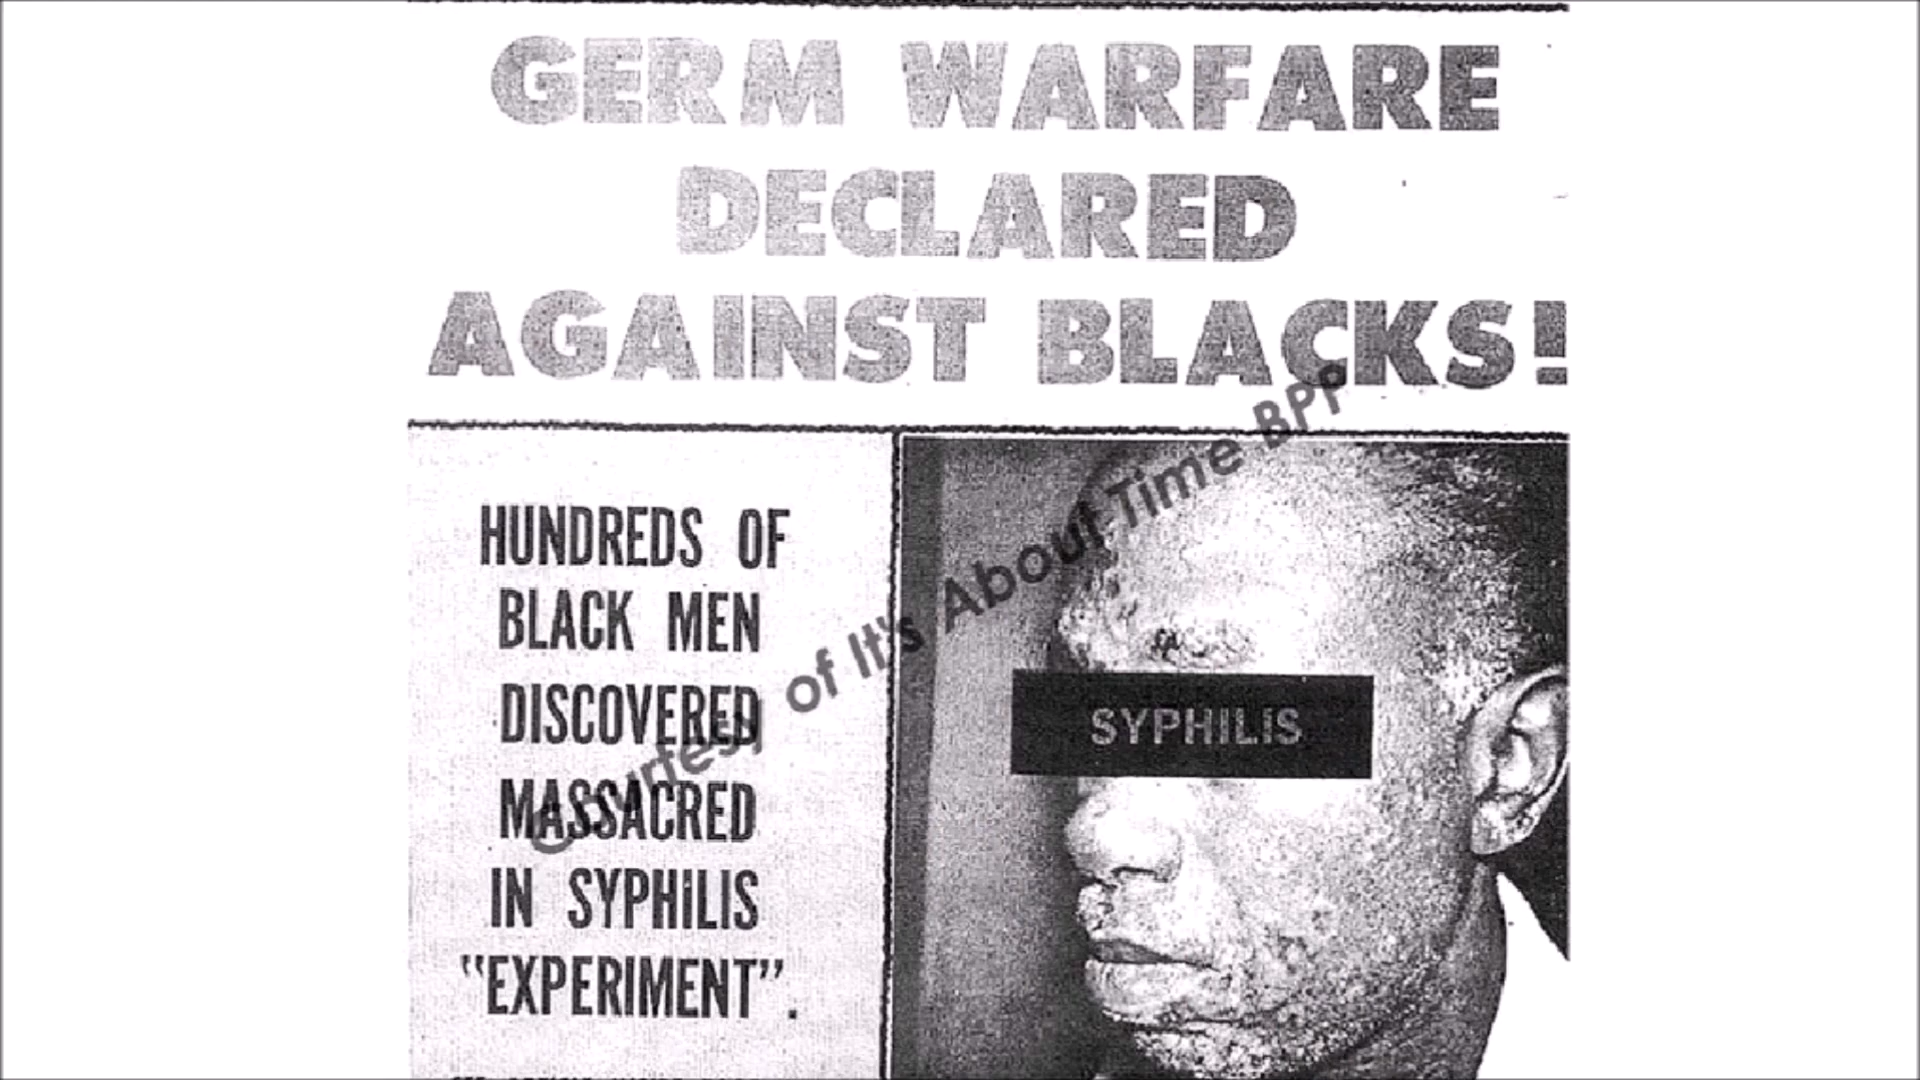 GERM WARFARE
DECLARED
AGAINST BLACKS!
HUNDREDS OF
BLACK MEN
DISCOVERED
MASSACRED
IN SYPHILIS
"EXPERIMENT".
SYPHILIS
Courtesy of It's About Time BPP